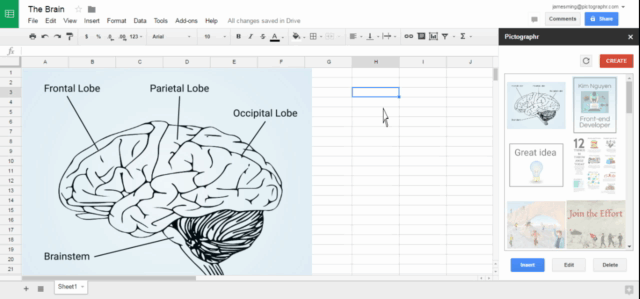 The Brain
jamesming@pictographr.com
File Edit View Insert Format Data Tools Add-ons Help All changes saved in Drive
Comments Share
$ % .0 .00 123 Arial 10 B I S A
Pictographr
fx
CREATE
A B C D E F G H I J
1
2
3
4
5
6
7
8
9
10
11
12
13
14
15
16
17
18
19
20
21
Frontal Lobe
Parietal Lobe
Occipital Lobe
Brainstem
Kim Nguyen
Front-end
Developer
Great idea
12
Join the Effort
Insert Edit Delete
Sheet1